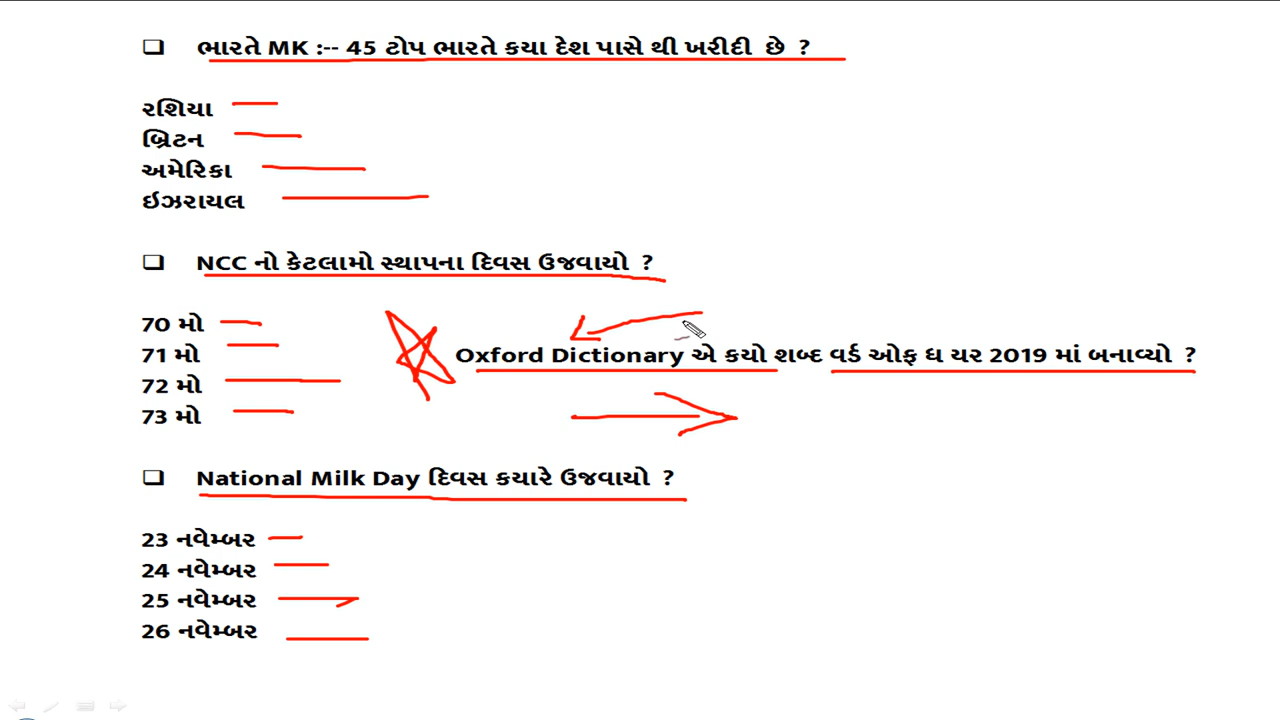 ભારતે MK :-- 45 ટોપ ભારતે કયા દેશ પાસે થી ખરીદી છે ?
રશિયા
બ્રિટન
અમેરિકા
ઇઝરાયલ
NCC નો કેટલામો સ્થાપના દિવસ ઉજવાયો ?
70 મો
71 મો
72 મો
73 મો
Oxford Dictionary એ કયો શબ્દ વર્ડ ઓફ ધ યર 2019 માં બનાવ્યો ?
National Milk Day દિવસ કયારે ઉજવાયો ?
23 નવેમ્બર
24 નવેમ્બર
25 નવેમ્બર
26 નવેમ્બર